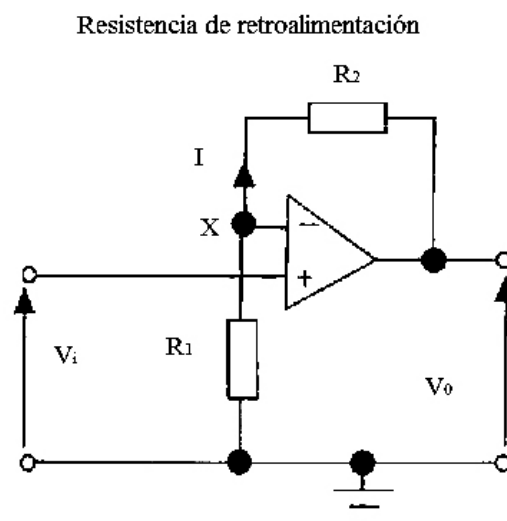 Resistencia de retroalimentación
R₂
I
X
−
+
Vᵢ
R₁
V₀